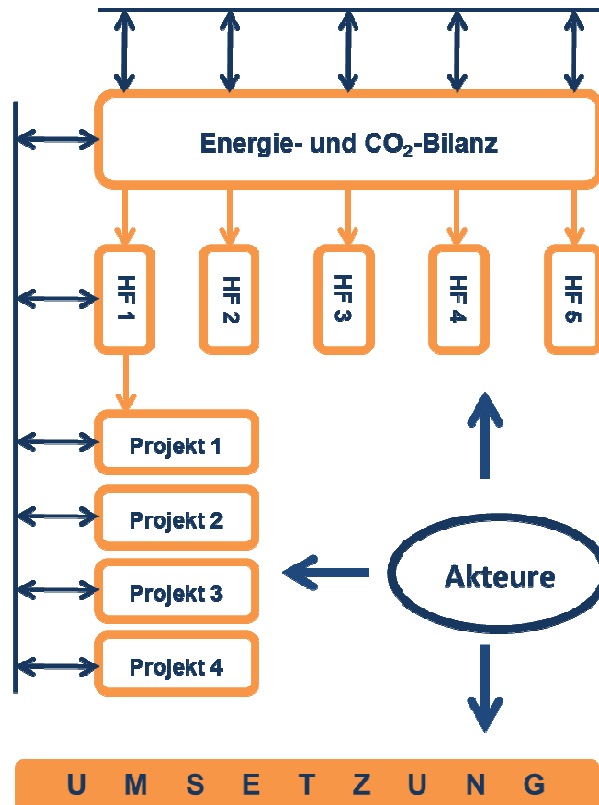 Energie- und CO₂-Bilanz
HF 1
HF 2
HF 3
HF 4
HF 5
Projekt 1
Projekt 2
Projekt 3
Projekt 4
Akteure
U M S E T Z U N G